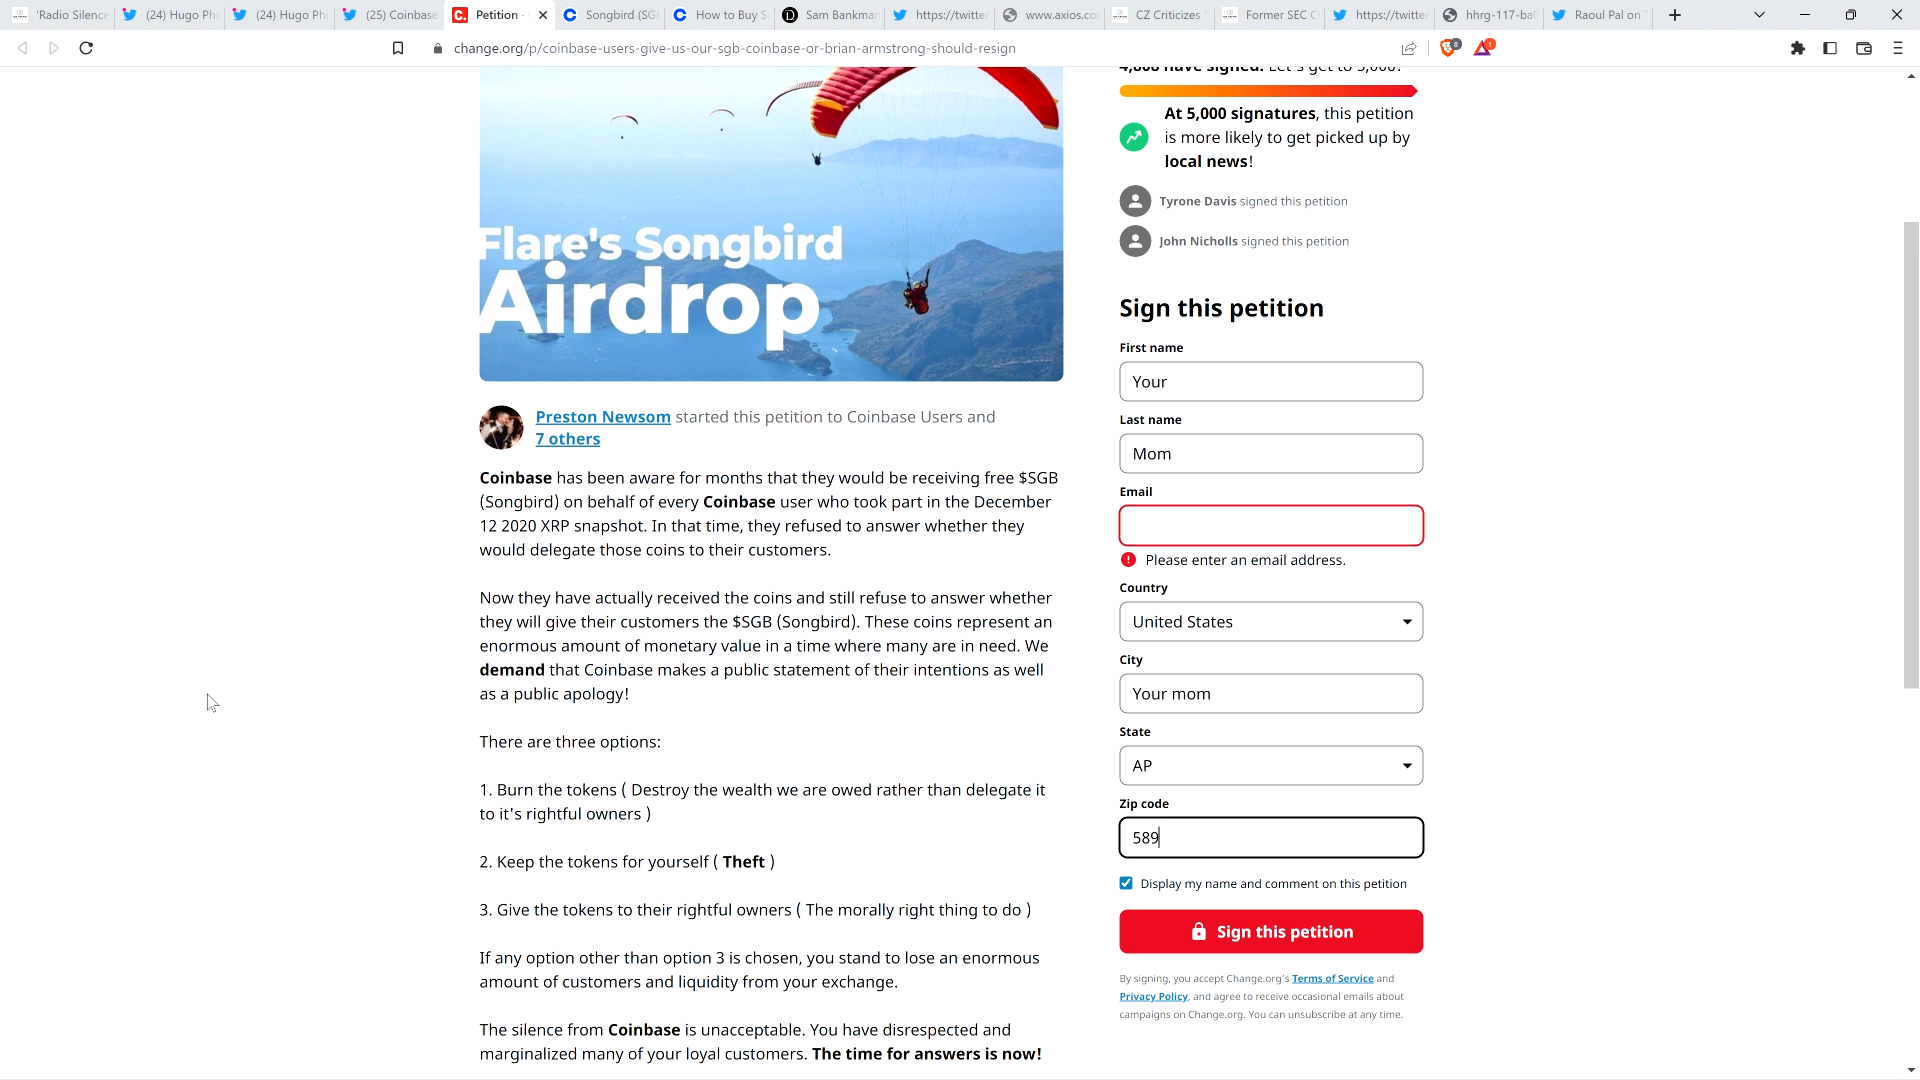 'Radio Silence
(24) Hugo Phi
(24) Hugo Phi
(25) Coinbase
Petition ·
Songbird (SG
How to Buy S
Sam Bankman
https://twitter
www.axios.co
CZ Criticizes "
Former SEC C
https://twitter
hhrg-117-ba0
Raoul Pal on T
change.org/p/coinbase-users-give-us-our-sgb-coinbase-or-brian-armstrong-should-resign
8
1
Flare's Songbird
Airdrop
Preston Newsom started this petition to Coinbase Users and
7 others
Coinbase has been aware for months that they would be receiving free $SGB
(Songbird) on behalf of every Coinbase user who took part in the December
12 2020 XRP snapshot. In that time, they refused to answer whether they
would delegate those coins to their customers.
Now they have actually received the coins and still refuse to answer whether
they will give their customers the $SGB (Songbird). These coins represent an
enormous amount of monetary value in a time where many are in need. We
demand that Coinbase makes a public statement of their intentions as well
as a public apology!
There are three options:
1. Burn the tokens ( Destroy the wealth we are owed rather than delegate it
to it's rightful owners )
2. Keep the tokens for yourself ( Theft )
3. Give the tokens to their rightful owners ( The morally right thing to do )
If any option other than option 3 is chosen, you stand to lose an enormous
amount of customers and liquidity from your exchange.
The silence from Coinbase is unacceptable. You have disrespected and
marginalized many of your loyal customers. The time for answers is now!
4,808 have signed. Let's get to 5,000!
At 5,000 signatures, this petition
is more likely to get picked up by
local news!
Tyrone Davis signed this petition
John Nicholls signed this petition
Sign this petition
First name
Your
Last name
Mom
Email
Please enter an email address.
Country
United States
City
Your mom
State
AP
Zip code
589
Display my name and comment on this petition
Sign this petition
By signing, you accept Change.org's Terms of Service and
Privacy Policy, and agree to receive occasional emails about
campaigns on Change.org. You can unsubscribe at any time.